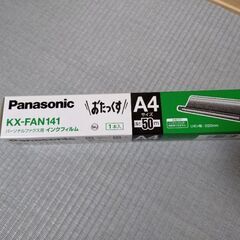 Panasonic
おたっくす
KX-FAN141
パーソナルファクス用 インクフィルム
1本入
A4
サイズ
50m